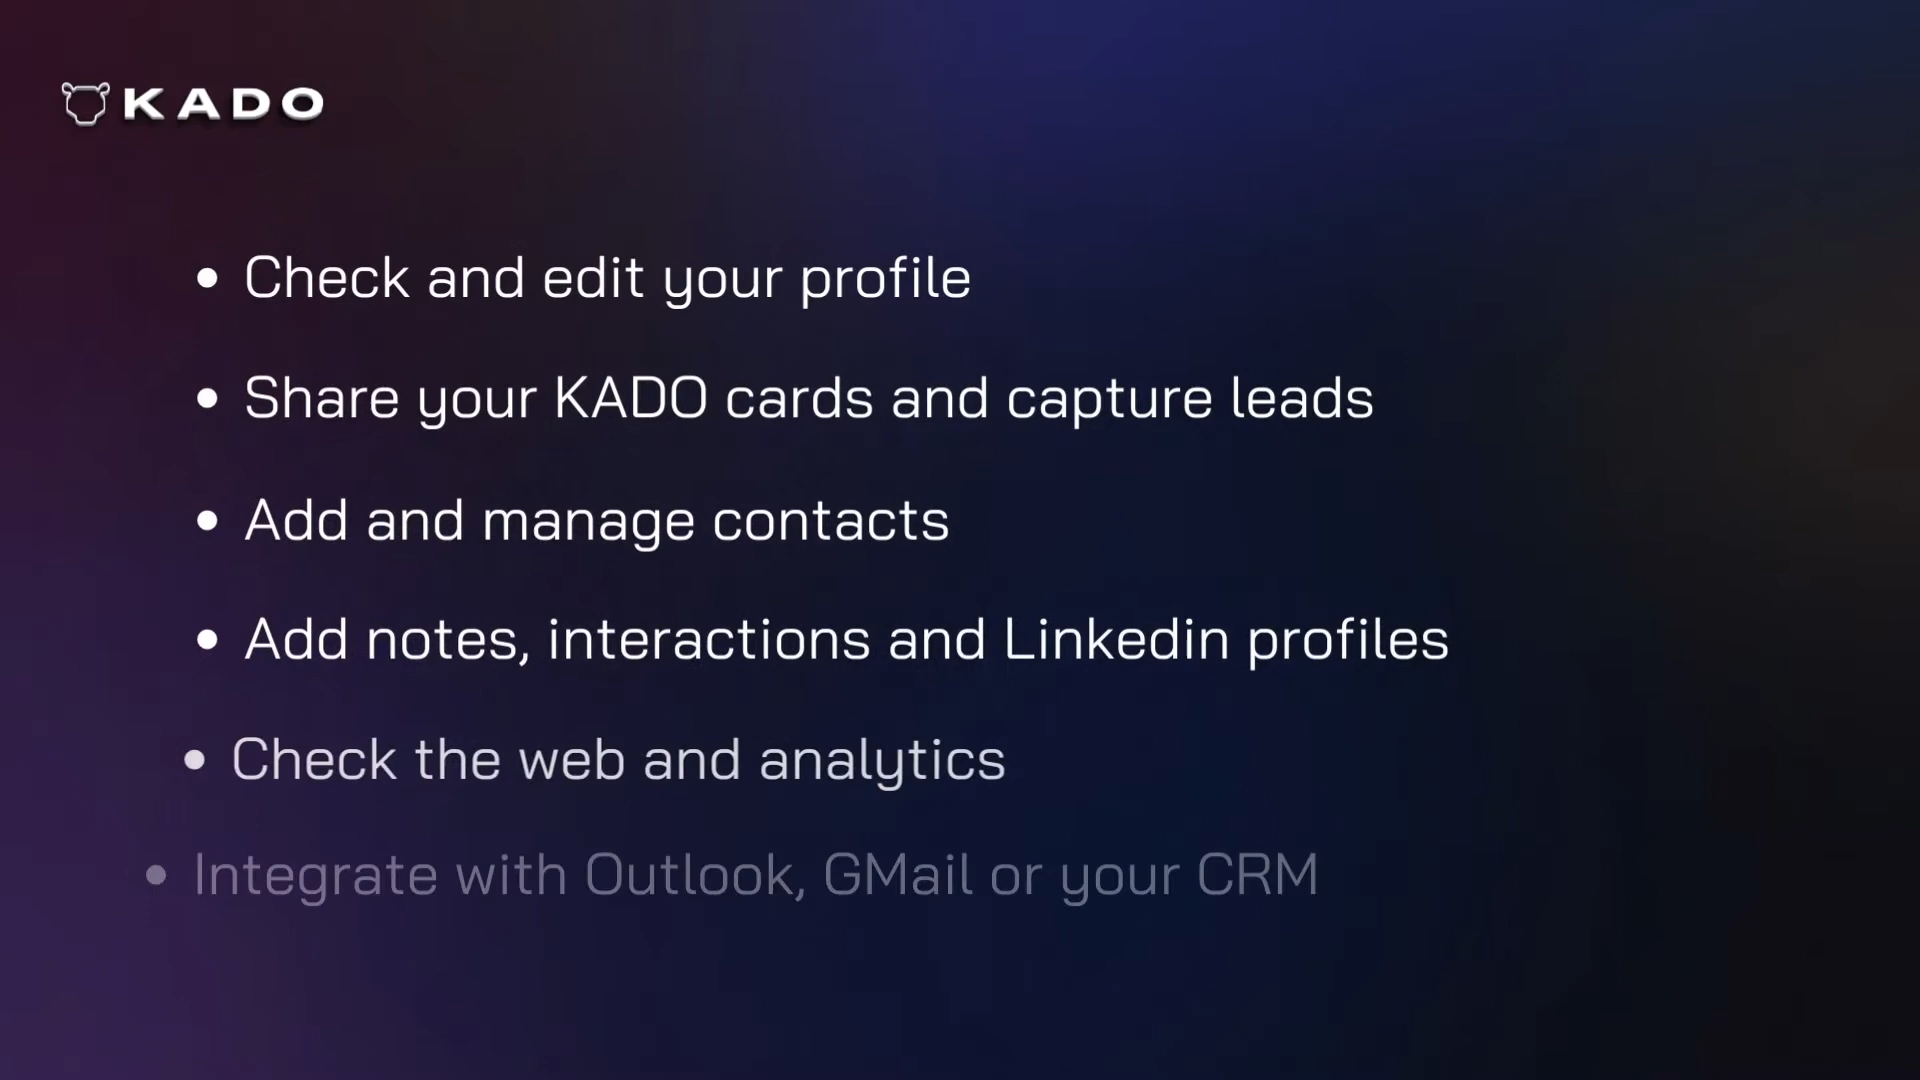 KADO
• Check and edit your profile
• Share your KADO cards and capture leads
• Add and manage contacts
• Add notes, interactions and Linkedin profiles
• Check the web and analytics
• Integrate with Outlook, GMail or your CRM